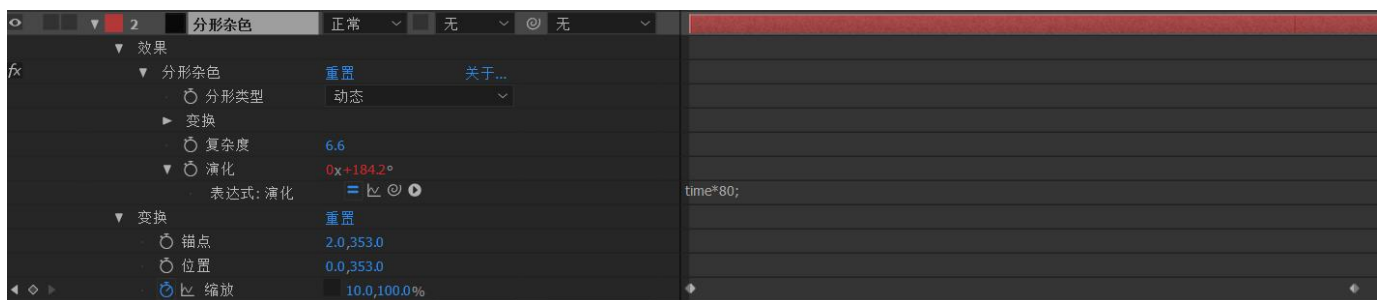 2 分形杂色 正常 无 无
效果
fx 分形杂色 重置 关于...
分形类型 动态
变换
复杂度 6.6
演化 0x+184.2°
表达式:演化 time*80;
变换 重置
锚点 2.0,353.0
位置 0.0,353.0
缩放 10.0,100.0%